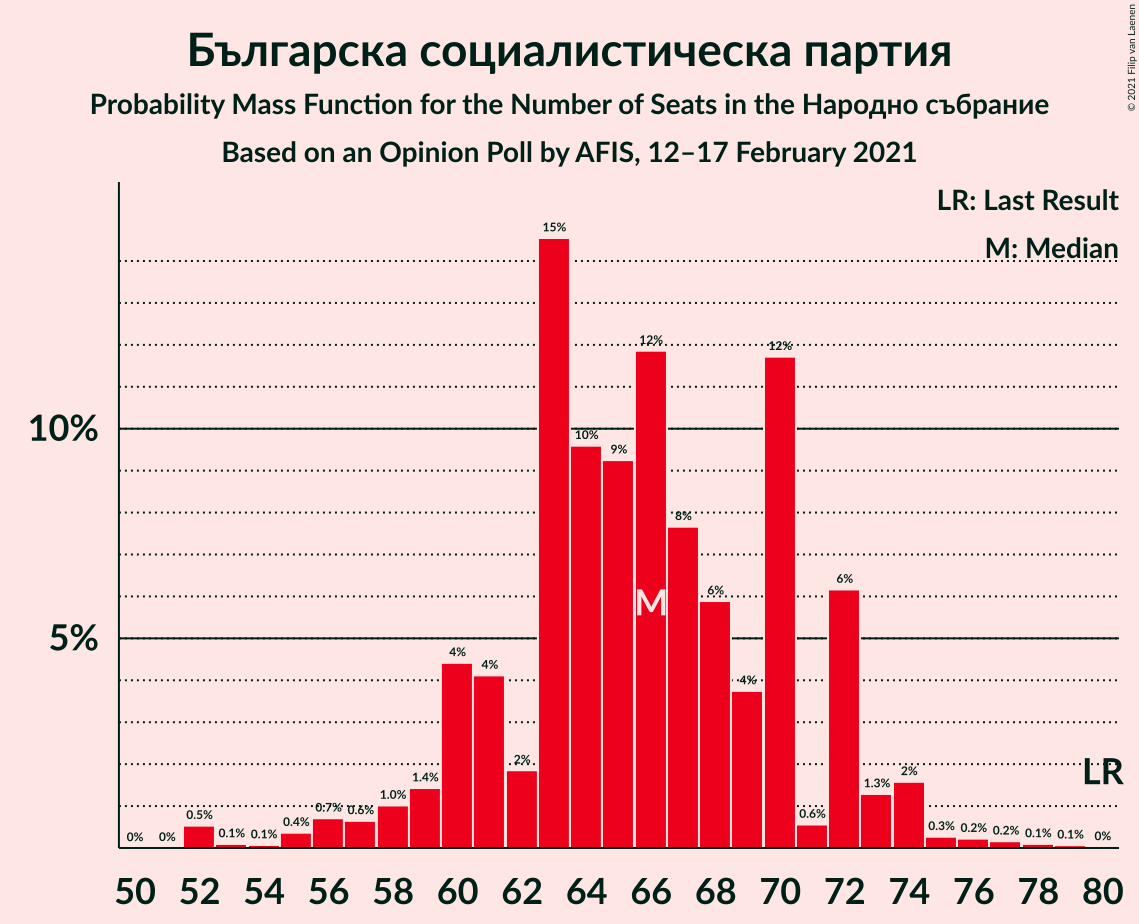 Българска социалистическа партия
Probability Mass Function for the Number of Seats in the Народно събрание
Based on an Opinion Poll by AFIS, 12–17 February 2021
© 2021 Filip van Laenen
LR: Last Result
M: Median
15%
12%
12%
10%
10%
9%
8%
6%
6%
M
5%
4%
4%
4%
2%
LR
2%
1.4%
1.3%
1.0%
0.7%
0.6%
0.6%
0.5%
0.4%
0.3%
0.2%
0.2%
0% 0% 0.1% 0.1% 0.1% 0.1% 0%
50 52 54 56 58 60 62 64 66 68 70 72 74 76 78 80